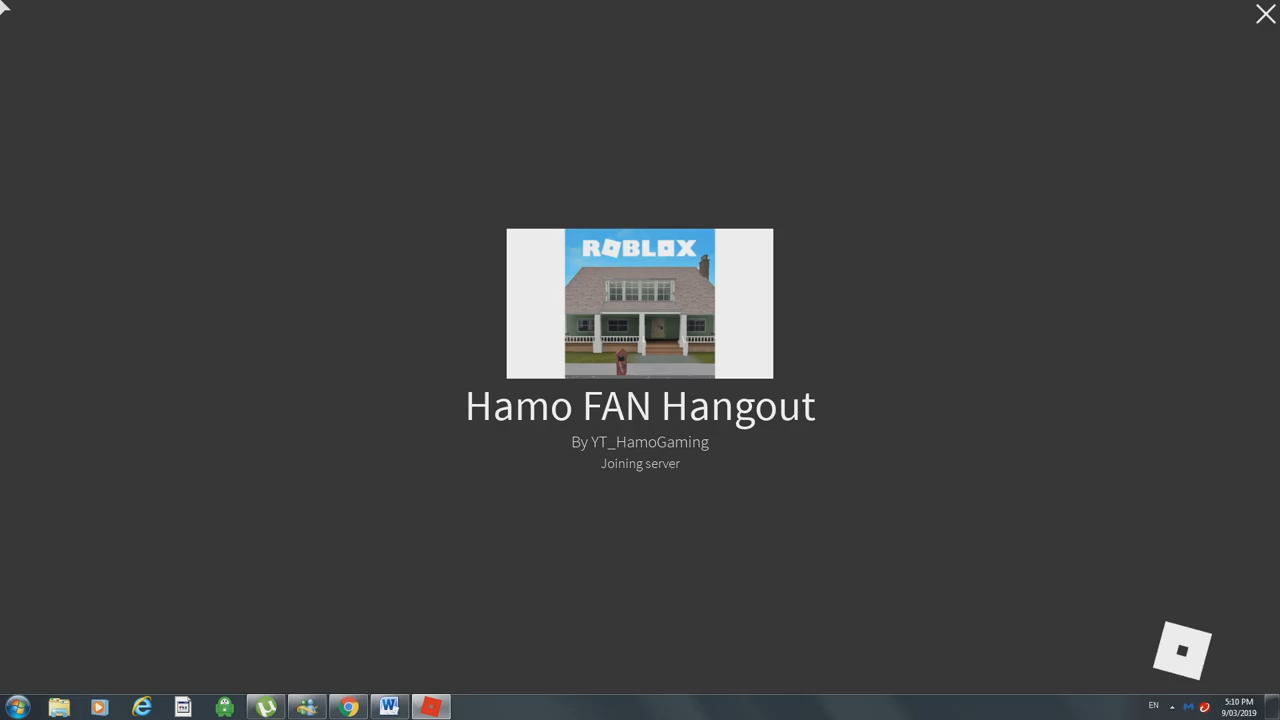 ROBLOX
Hamo FAN Hangout
By YT_HamoGaming
Joining server
EN
5:10 PM
9/03/2019